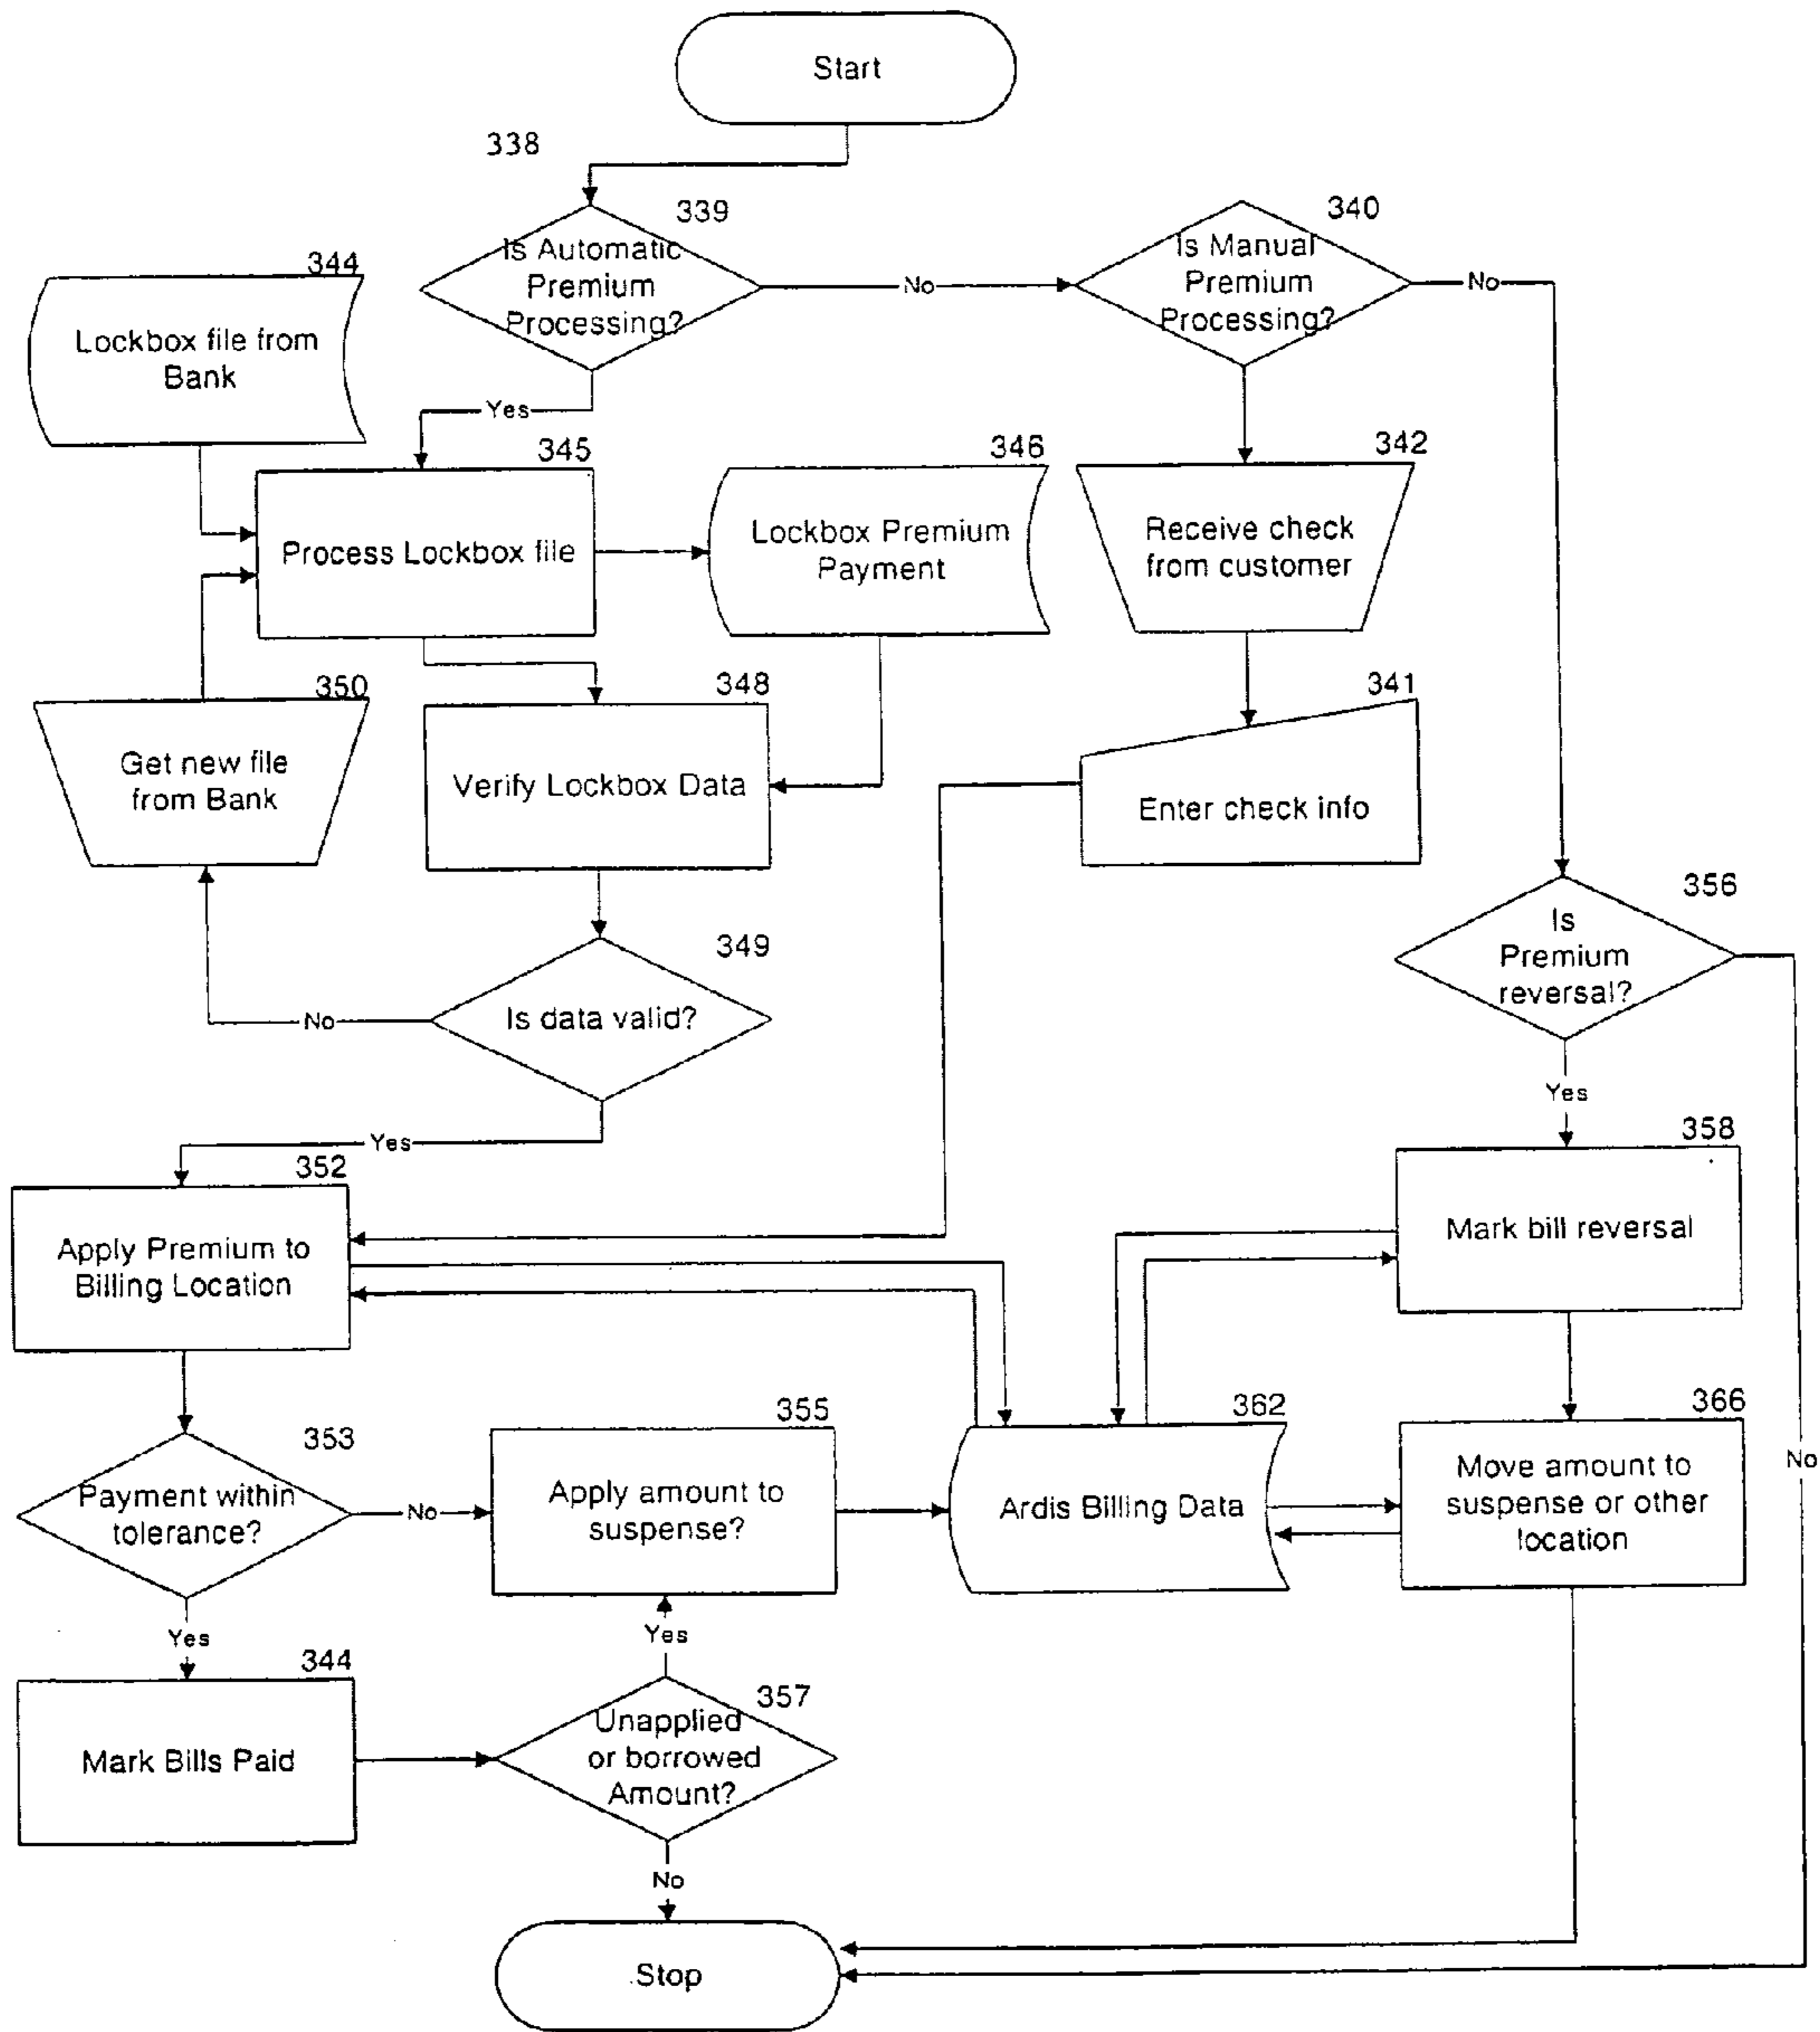 Start
338
339
Is Automatic
Premium
Processing?
No
340
Is Manual
Premium
Processing?
No
344
Lockbox file from
Bank
Yes
345
Process Lockbox file
346
Lockbox Premium
Payment
342
Receive check
from customer
350
Get new file
from Bank
348
Verify Lockbox Data
341
Enter check info
349
Is data valid?
No
Yes
356
Is
Premium
reversal?
Yes
No
352
Apply Premium to
Billing Location
358
Mark bill reversal
353
Payment within
tolerance?
No
355
Apply amount to
suspense?
362
Ardis Billing Data
366
Move amount to
suspense or other
location
Yes
344
Mark Bills Paid
Yes
357
Unapplied
or borrowed
Amount?
No
Stop